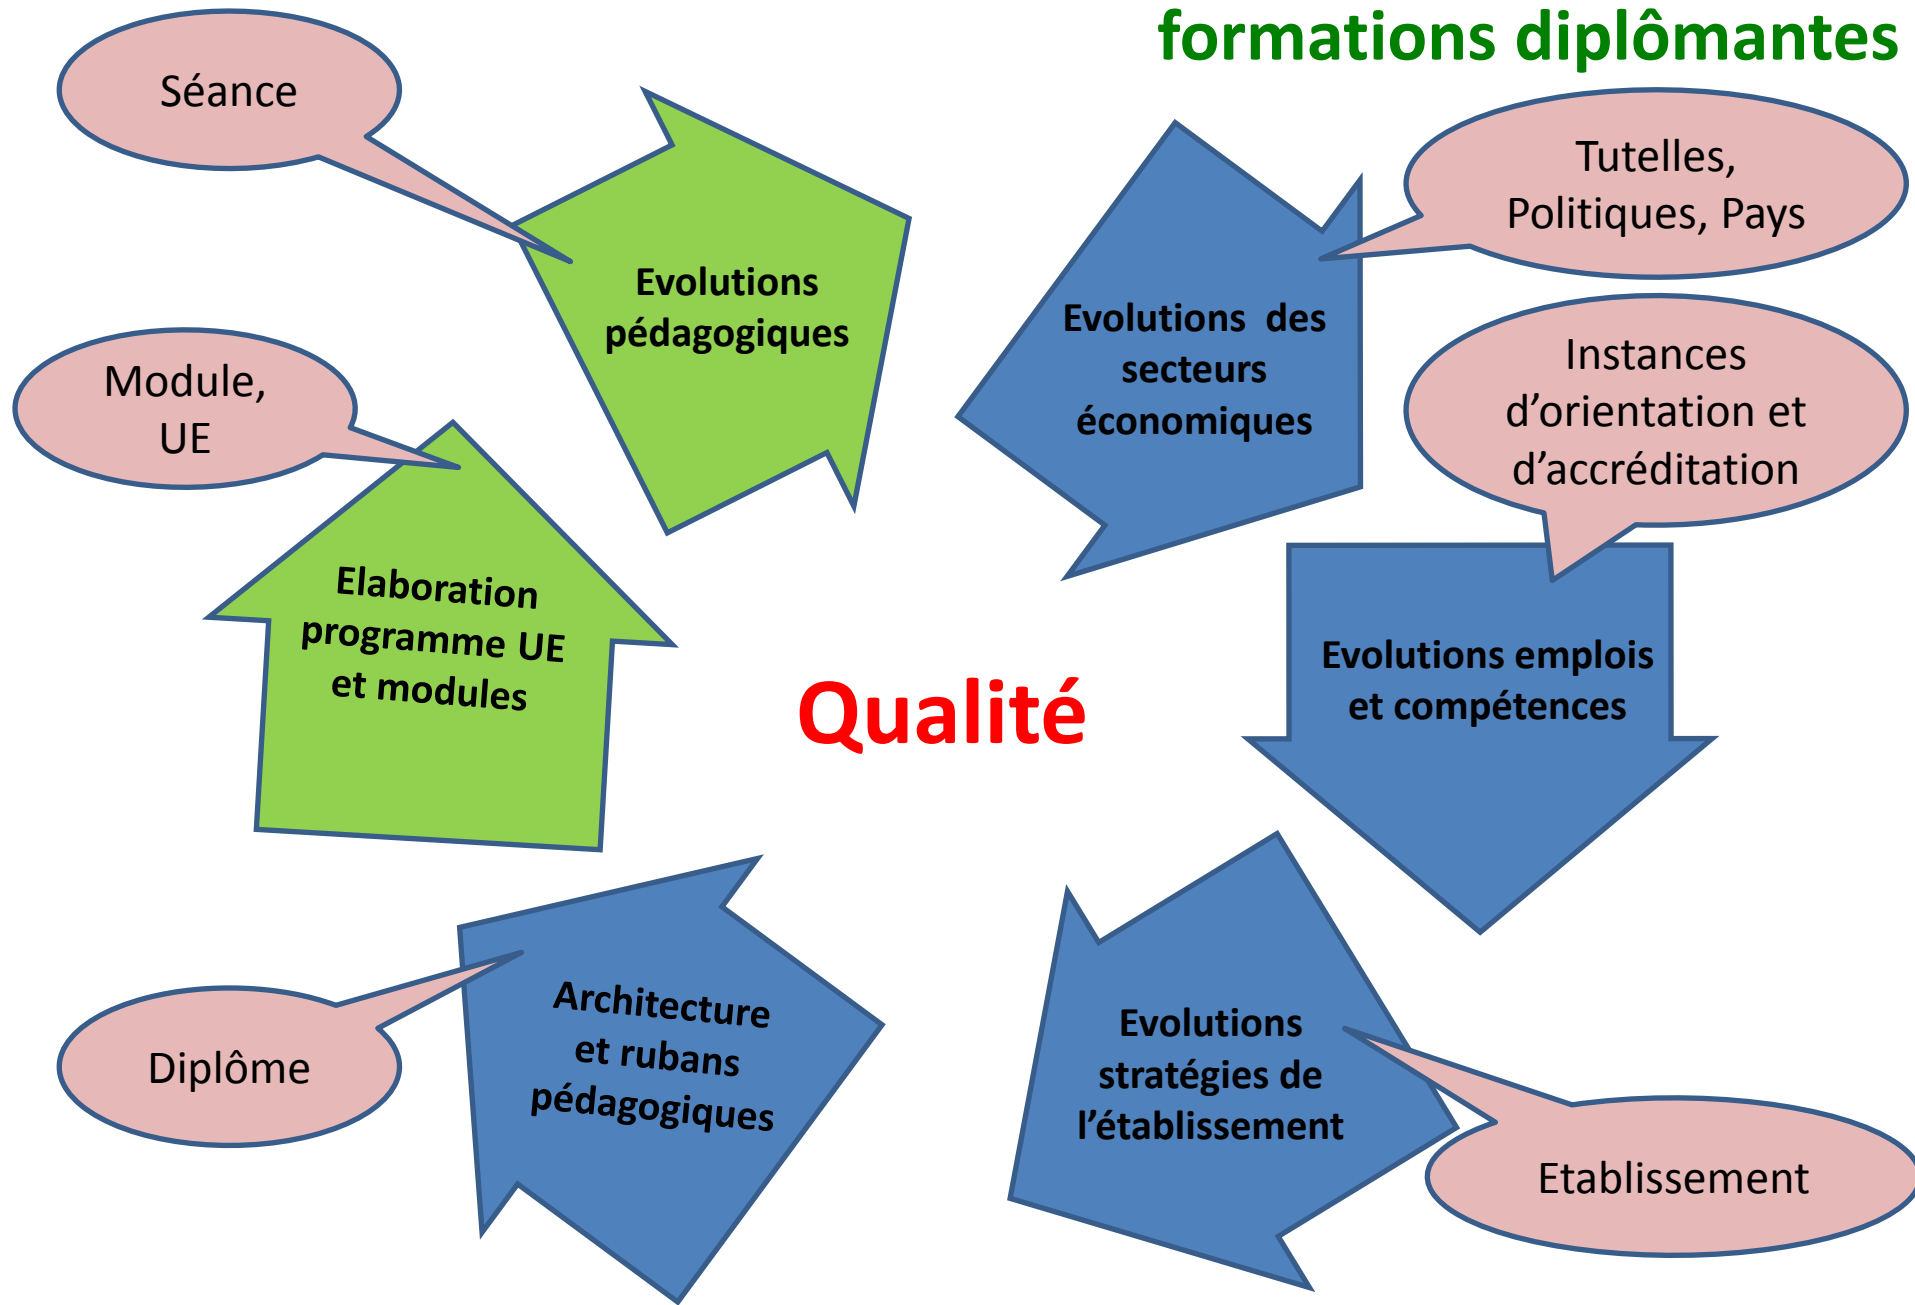 formations diplômantes
Séance
Tutelles,
Politiques, Pays
Evolutions
pédagogiques
Evolutions  des
secteurs
économiques
Module,
UE
Instances
d’orientation et
d’accréditation
Elaboration
programme UE
et modules
Qualité
Evolutions emplois
et compétences
Architecture
et rubans
pédagogiques
Evolutions
stratégies de
l’établissement
Diplôme
Etablissement